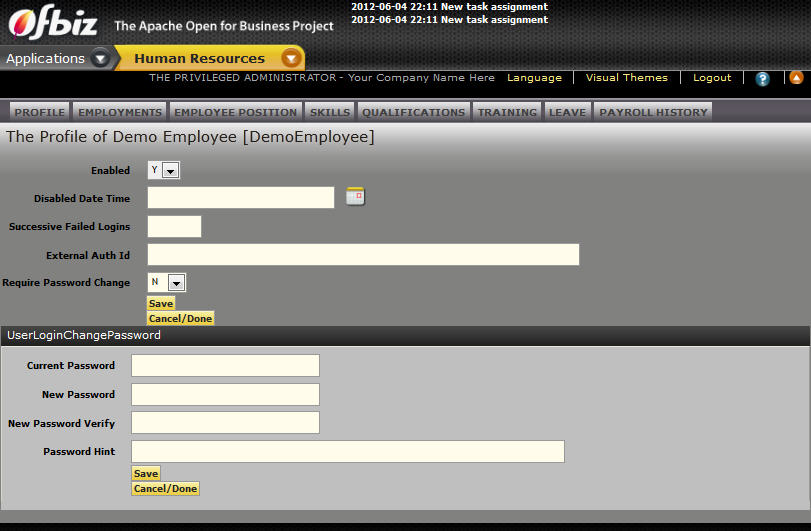 2012-06-04 22:11 New task assignment
2012-06-04 22:11 New task assignment
Ofbiz The Apache Open for Business Project
Applications Human Resources
THE PRIVILEGED ADMINISTRATOR - Your Company Name Here Language Visual Themes Logout ?
PROFILE EMPLOYMENTS EMPLOYEE POSITION SKILLS QUALIFICATIONS TRAINING LEAVE PAYROLL HISTORY
The Profile of Demo Employee [DemoEmployee]
Enabled Y
Disabled Date Time
Successive Failed Logins
External Auth Id
Require Password Change N
Save
Cancel/Done
UserLoginChangePassword
Current Password
New Password
New Password Verify
Password Hint
Save
Cancel/Done